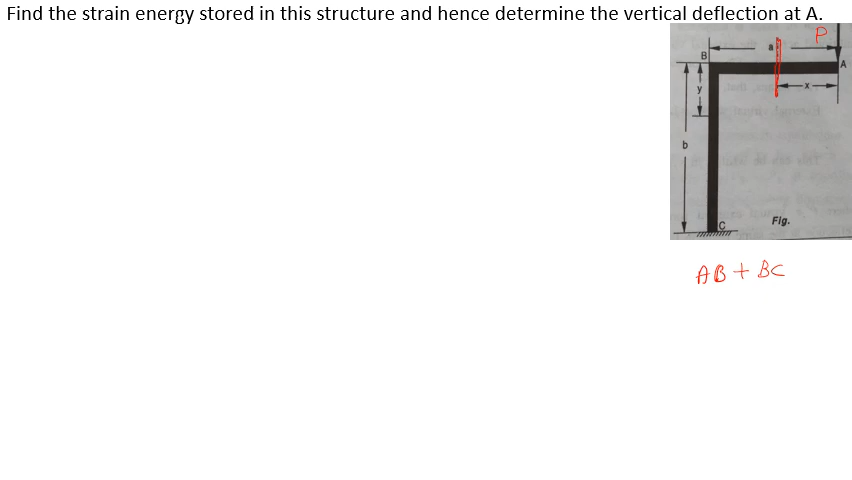 Find the strain energy stored in this structure and hence determine the vertical deflection at A.
P
a
B
A
x
y
b
C
Fig.
AB + BC